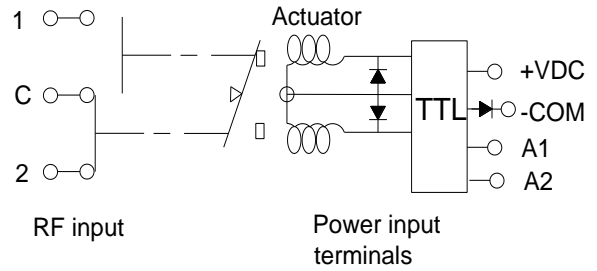 1
Actuator
+VDC
C
TTL
-COM
A1
2
A2
RF input
Power input
terminals